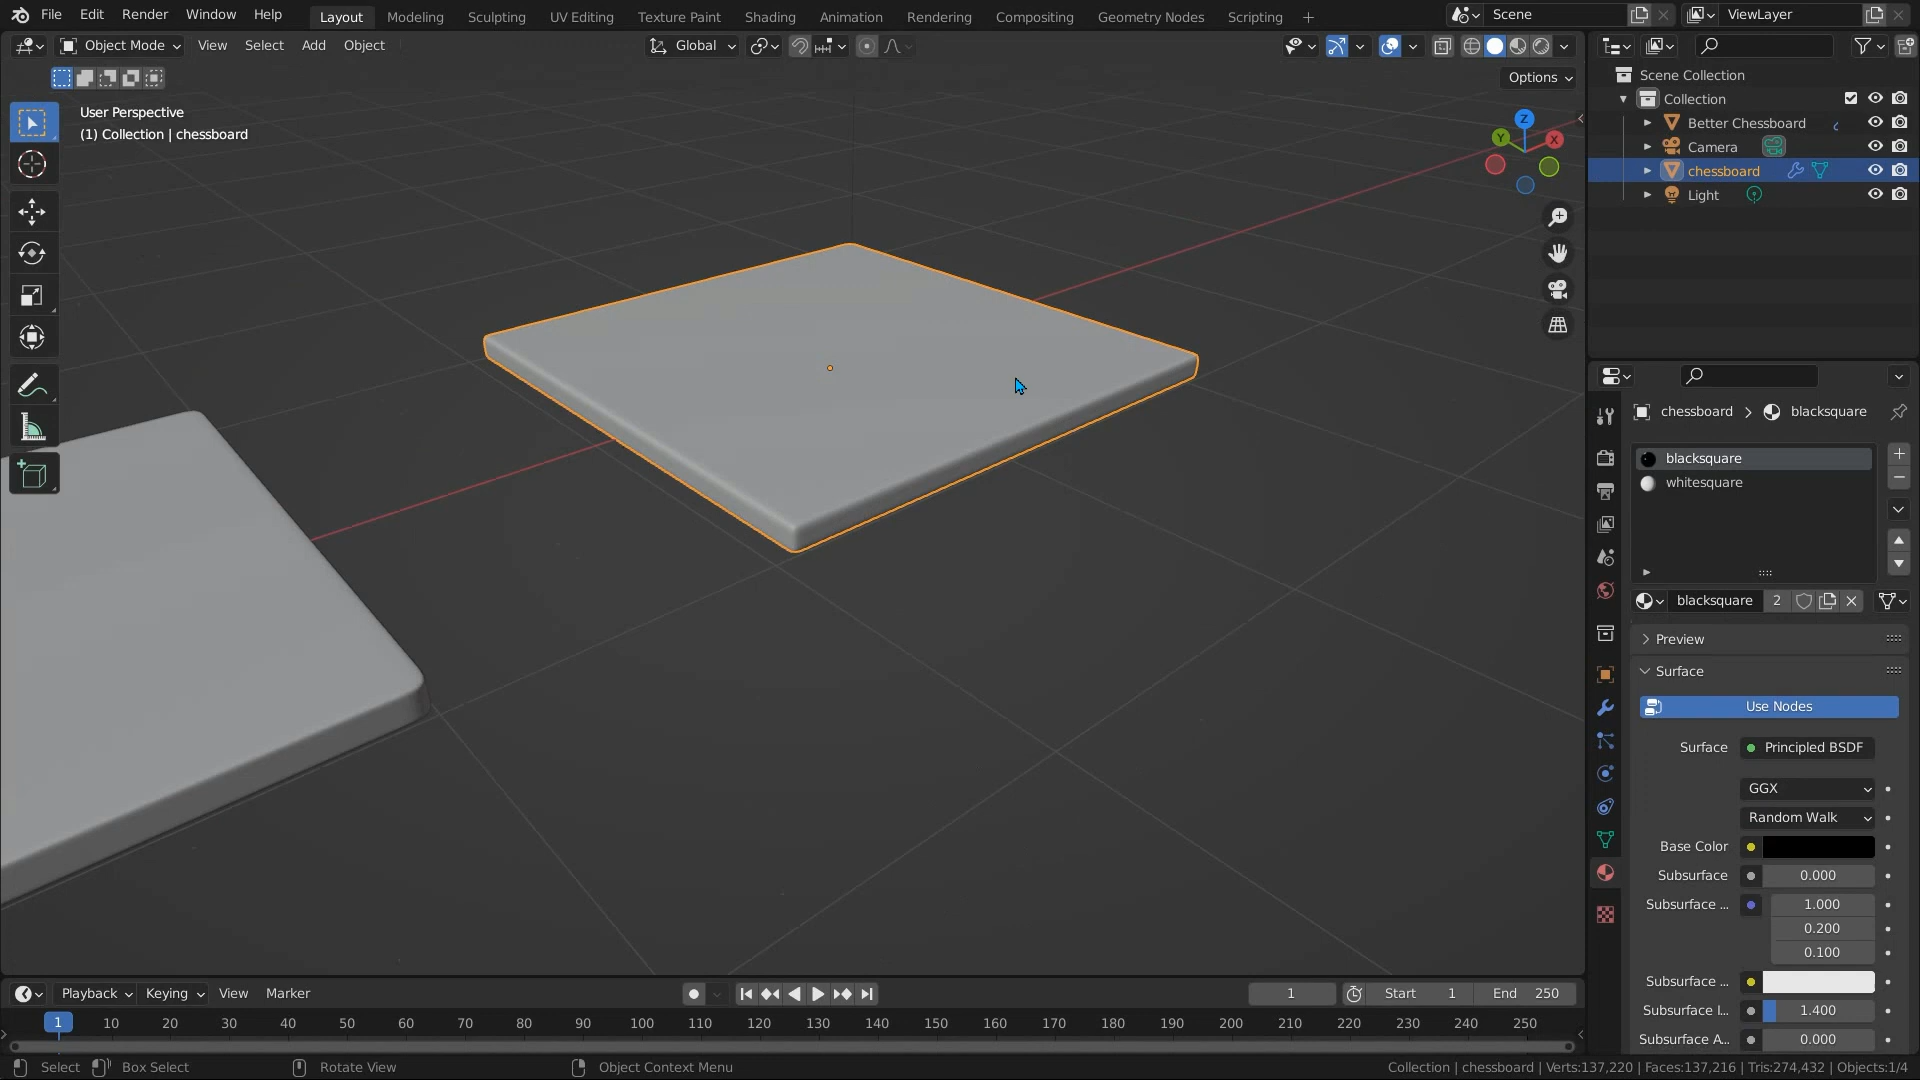 File Edit Render Window Help
Layout Modeling Sculpting UV Editing Texture Paint Shading Animation Rendering Compositing Geometry Nodes Scripting +
Scene
ViewLayer
Object Mode View Select Add Object
Global
Options
User Perspective
(1) Collection | chessboard
Z
Y
X
Scene Collection
Collection
Better Chessboard
Camera
chessboard
Light
chessboard > blacksquare
blacksquare
whitesquare
blacksquare 2
Preview
Surface
Use Nodes
Surface Principled BSDF
GGX
Random Walk
Base Color
Subsurface 0.000
Subsurface ... 1.000
0.200
0.100
Subsurface ...
Subsurface I... 1.400
Subsurface A... 0.000
Playback Keying View Marker
1 Start 1 End 250
1 10 20 30 40 50 60 70 80 90 100 110 120 130 140 150 160 170 180 190 200 210 220 230 240 250
Select Box Select Rotate View Object Context Menu
Collection | chessboard | Verts:137,220 | Faces:137,216 | Tris:274,432 | Objects:1/4